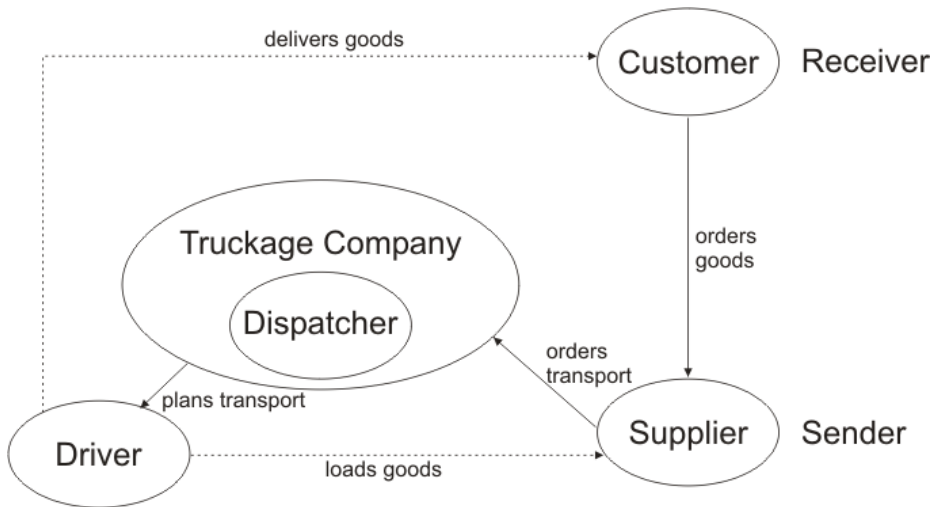 delivers goods
Customer
Receiver
orders
goods
Truckage Company
Dispatcher
orders
transport
plans transport
Driver
loads goods
Supplier
Sender